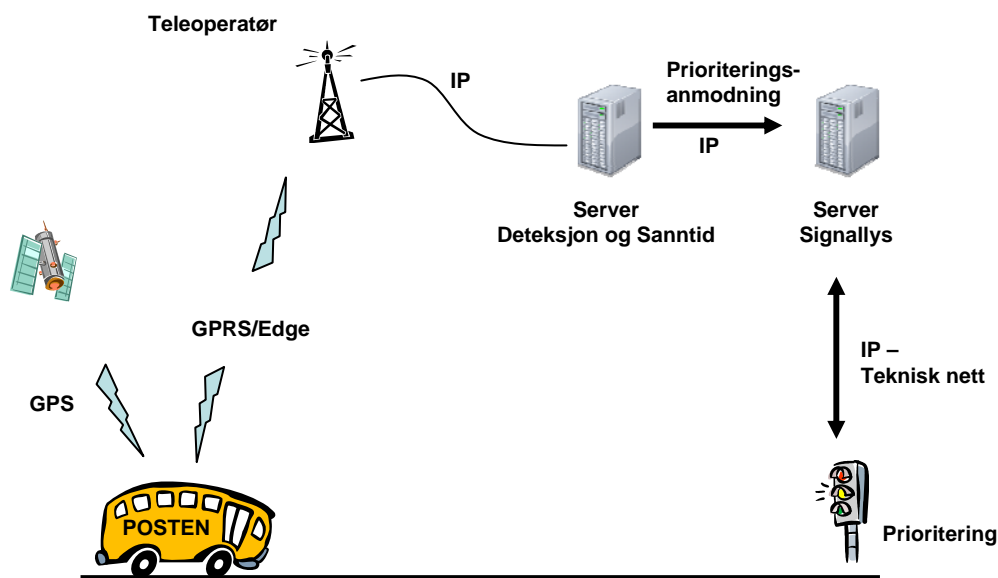 Teleoperatør
IP
Prioriterings-
anmodning
IP
Server
Deteksjon og Sanntid
Server
Signallys
GPRS/Edge
GPS
IP –
Teknisk nett
POSTEN
Prioritering